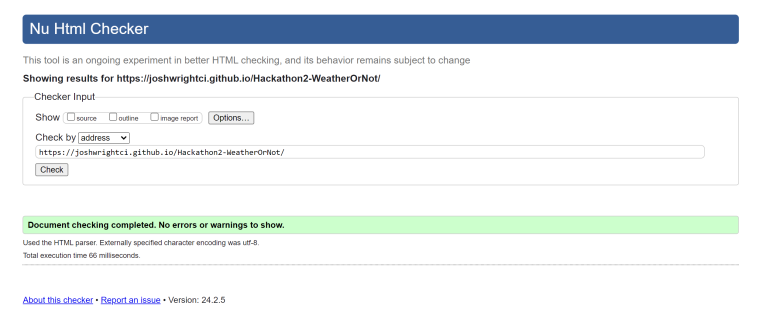 Nu Html Checker
This tool is an ongoing experiment in better HTML checking, and its behavior remains subject to change
Showing results for https://joshwrightci.github.io/Hackathon2-WeatherOrNot/
Checker Input
Show source outline image report Options...
Check by address
https://joshwrightci.github.io/Hackathon2-WeatherOrNot/
Check
Document checking completed. No errors or warnings to show.
Used the HTML parser. Externally specified character encoding was utf-8.
Total execution time 66 milliseconds.
About this checker • Report an issue • Version: 24.2.5